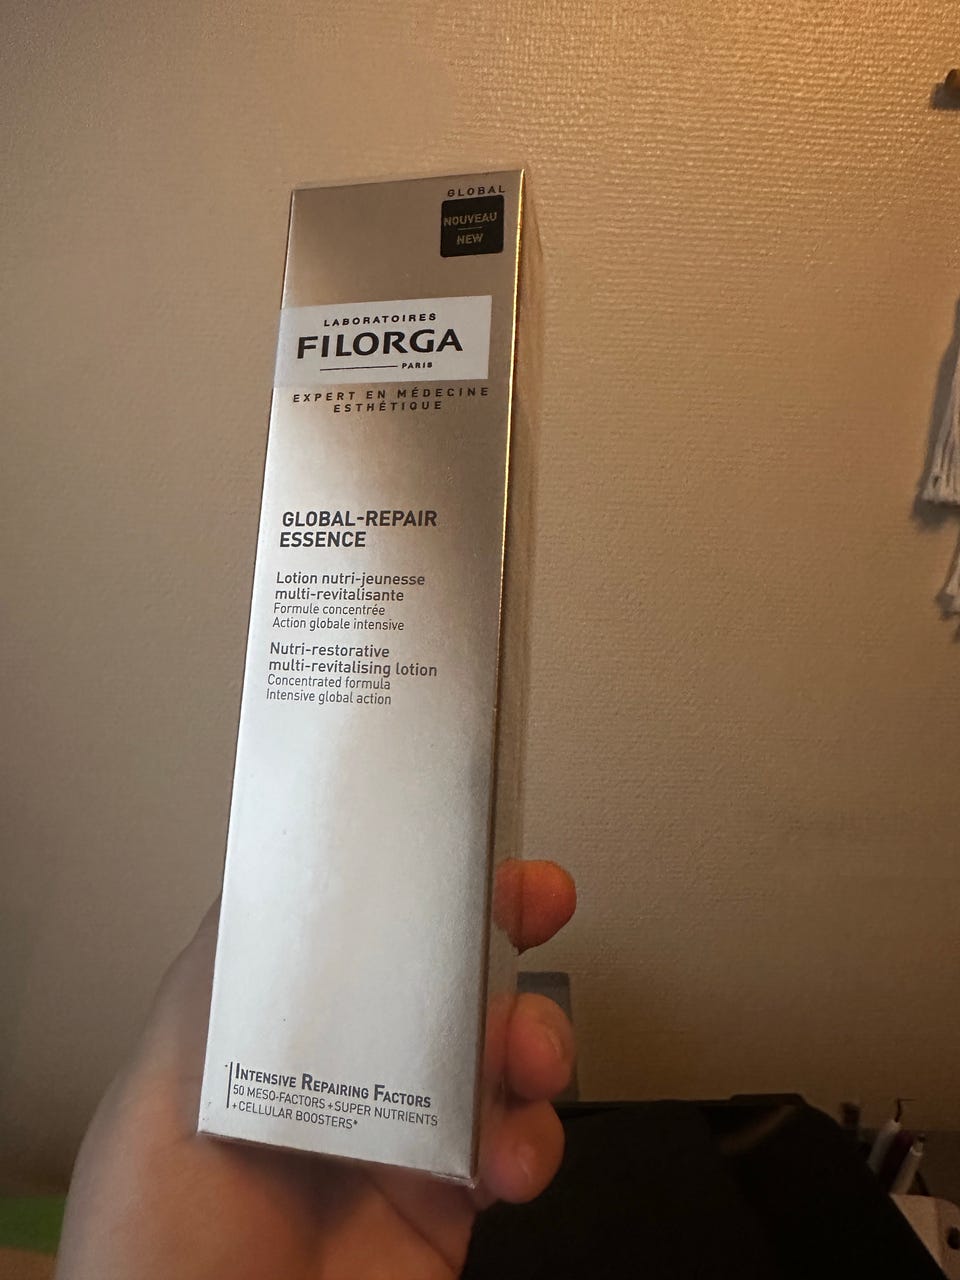 GLOBAL
NOUVEAU
NEW
LABORATOIRES
FILORGA
PARIS
EXPERT EN MÉDECINE
ESTHÉTIQUE
GLOBAL-REPAIR
ESSENCE
Lotion nutri-jeunesse
multi-revitalisante
Formule concentrée
Action globale intensive
Nutri-restorative
multi-revitalising lotion
Concentrated formula
Intensive global action
INTENSIVE REPAIRING FACTORS
50 MESO-FACTORS + SUPER NUTRIENTS
+ CELLULAR BOOSTERS*